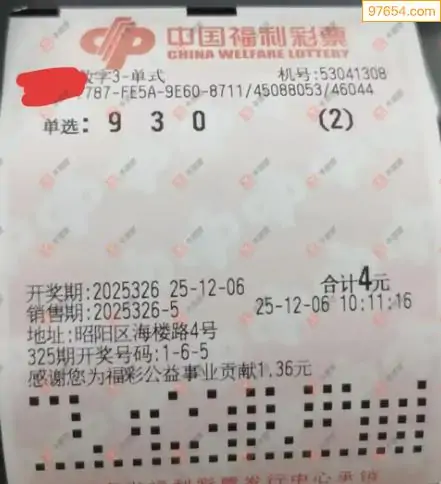 97654.com
中国福利彩票
CHINA WELFARE LOTTERY
数字3-单式 机号:53041308
787-FE5A-9E60-8711/45088053/46044
单选: 9 3 0 (2)
开奖期:2025326 25-12-06 合计4元
销售期:2025326-5 25-12-06 10:11:16
地址:昭阳区海楼路4号
325期开奖号码:1-6-5
感谢您为福彩公益事业贡献1.36元